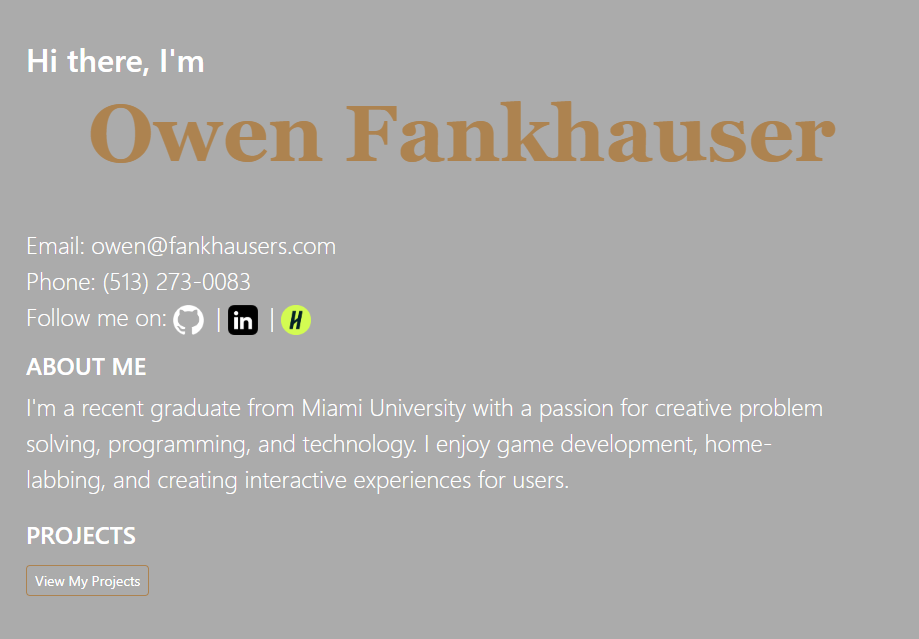 Hi there, I'm
Owen Fankhauser
Email: owen@fankhausers.com
Phone: (513) 273-0083
Follow me on: | in | H
ABOUT ME
I'm a recent graduate from Miami University with a passion for creative problem
solving, programming, and technology. I enjoy game development, home-
labbing, and creating interactive experiences for users.
PROJECTS
View My Projects